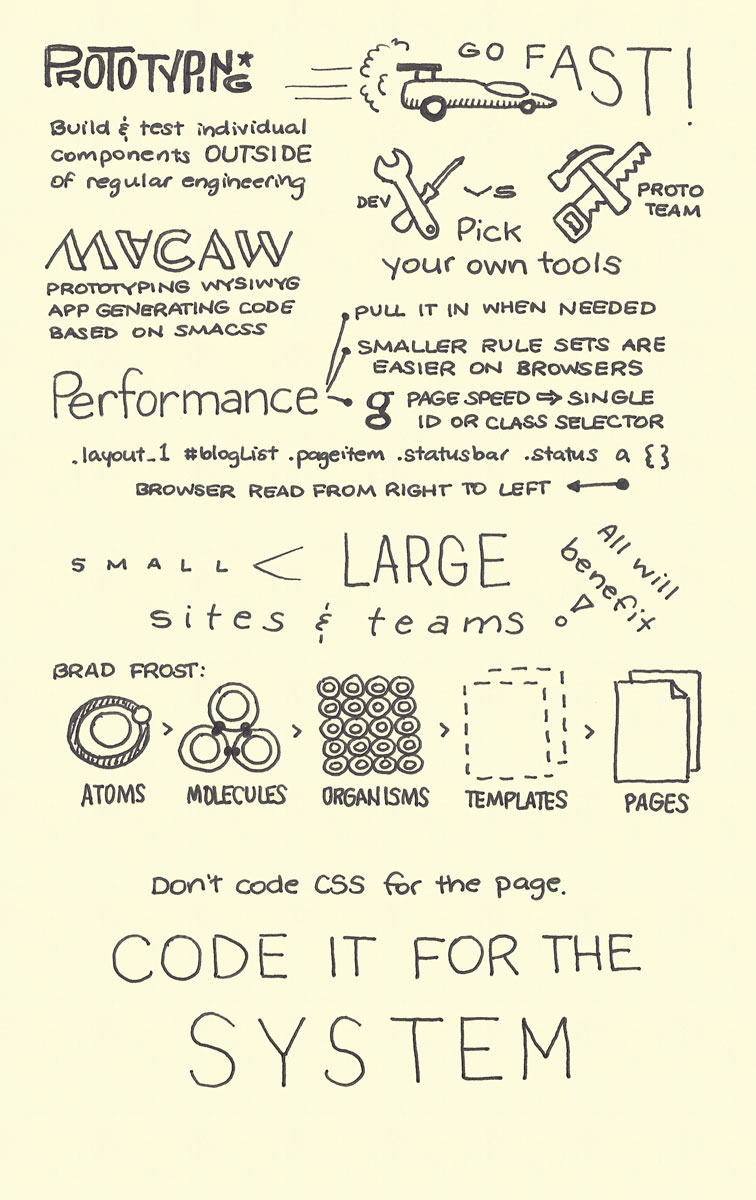 PROTOTYPING*
GO FAST!
Build & test individual
components OUTSIDE
of regular engineering
DEV
vs
PROTO
TEAM
Pick
your own tools
MACAW
PROTOTYPING WYSIWYG
APP GENERATING CODE
BASED ON SMACSS
Performance
PULL IT IN WHEN NEEDED
SMALLER RULE SETS ARE
EASIER ON BROWSERS
g PAGE SPEED ⇒ SINGLE
ID OR CLASS SELECTOR
.layout_1 #blogList .pageitem .statusbar .status a {}
BROWSER READ FROM RIGHT TO LEFT
SMALL < LARGE
sites & teams
All will
benefit
BRAD FROST:
ATOMS > MOLECULES > ORGANISMS > TEMPLATES > PAGES
Don't code CSS for the page.
CODE IT FOR THE
SYSTEM